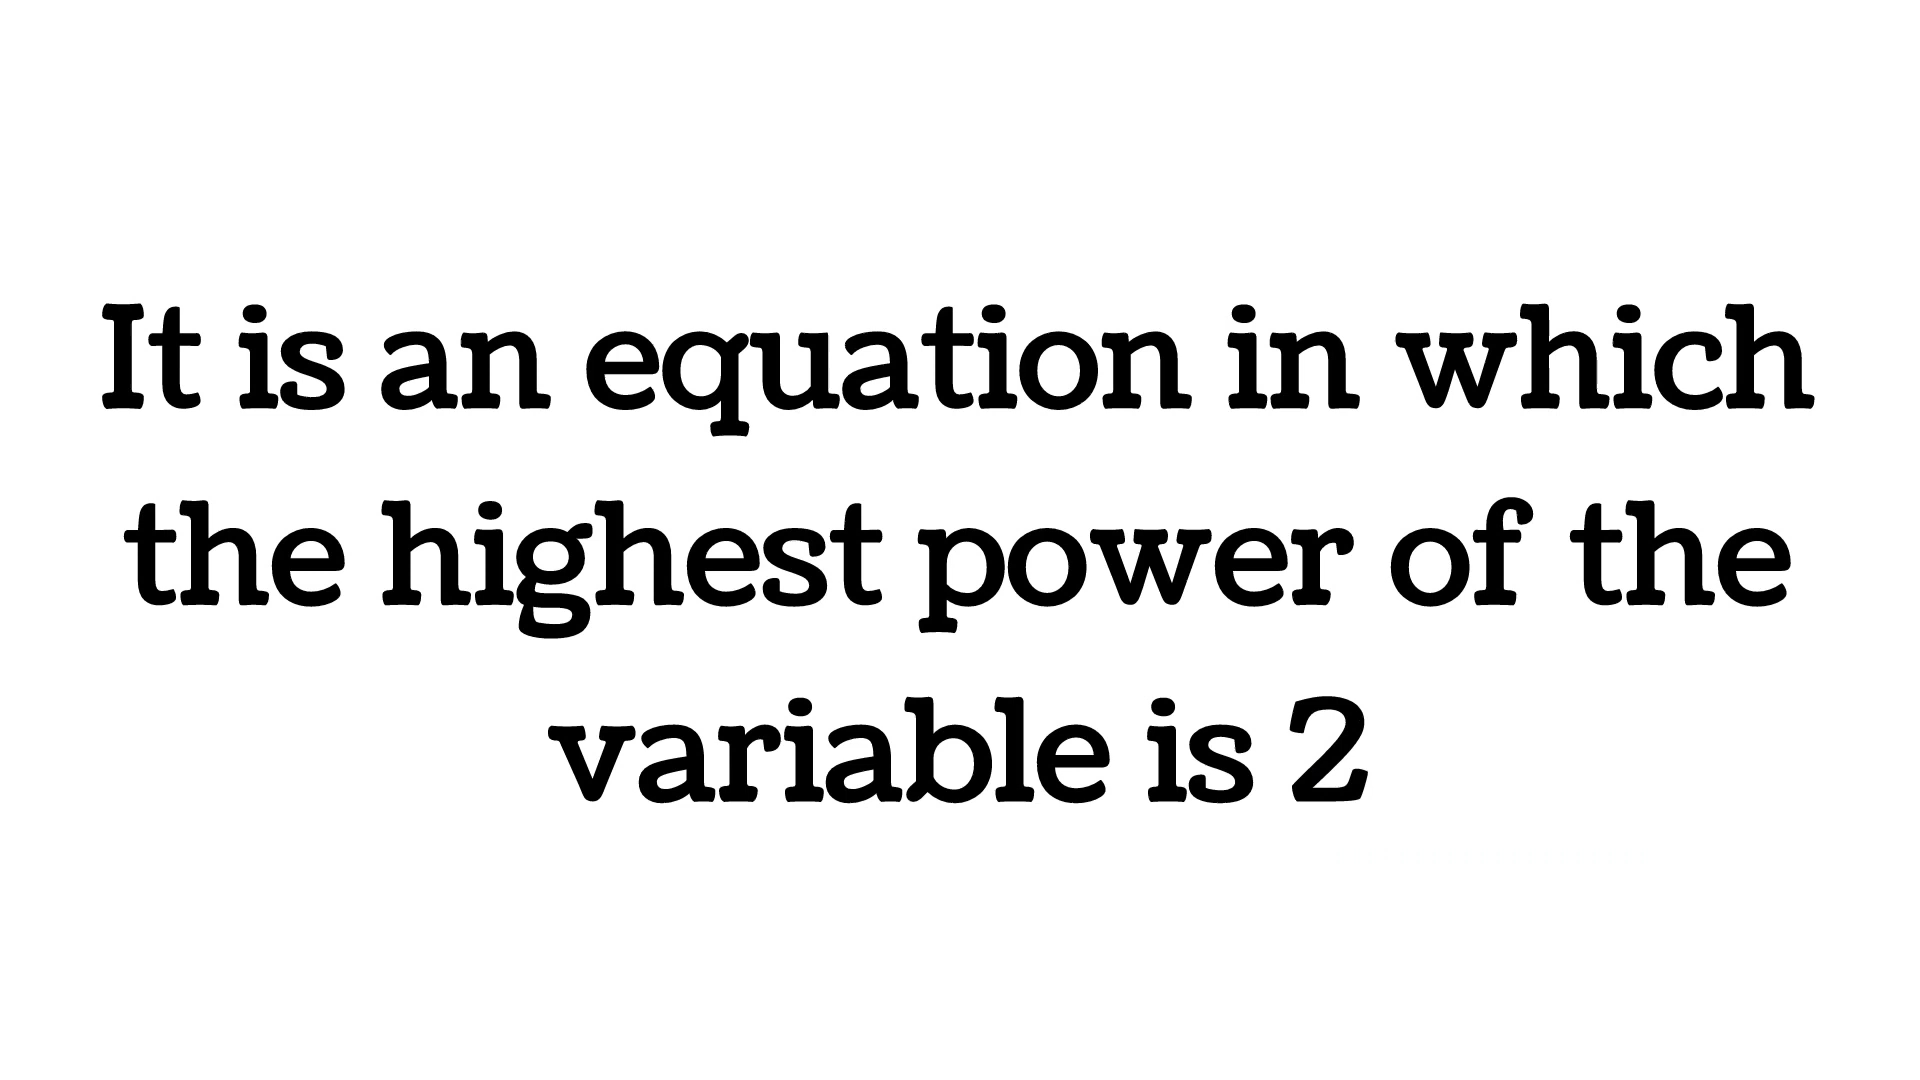 It is an equation in which
the highest power of the
variable is 2